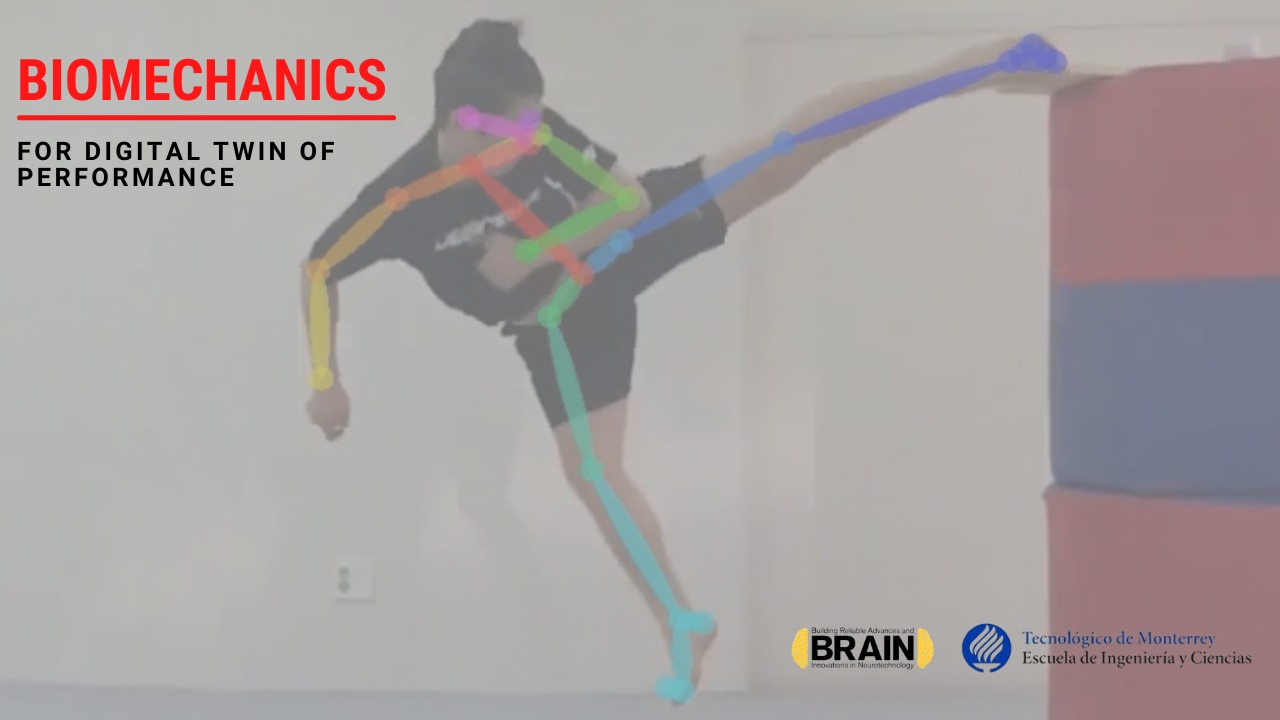 BIOMECHANICS
FOR DIGITAL TWIN OF
PERFORMANCE
Building Reliable Advances and
BRAIN
Innovations in Neurotechnology
Tecnológico de Monterrey
Escuela de Ingeniería y Ciencias